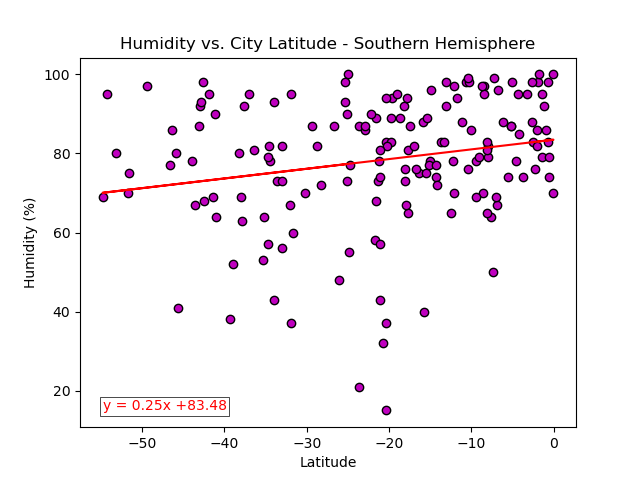 Humidity vs. City Latitude - Southern Hemisphere
100
80
60
40
20
Humidity (%)
y = 0.25x +83.48
−50
−40
−30
−20
−10
0
Latitude